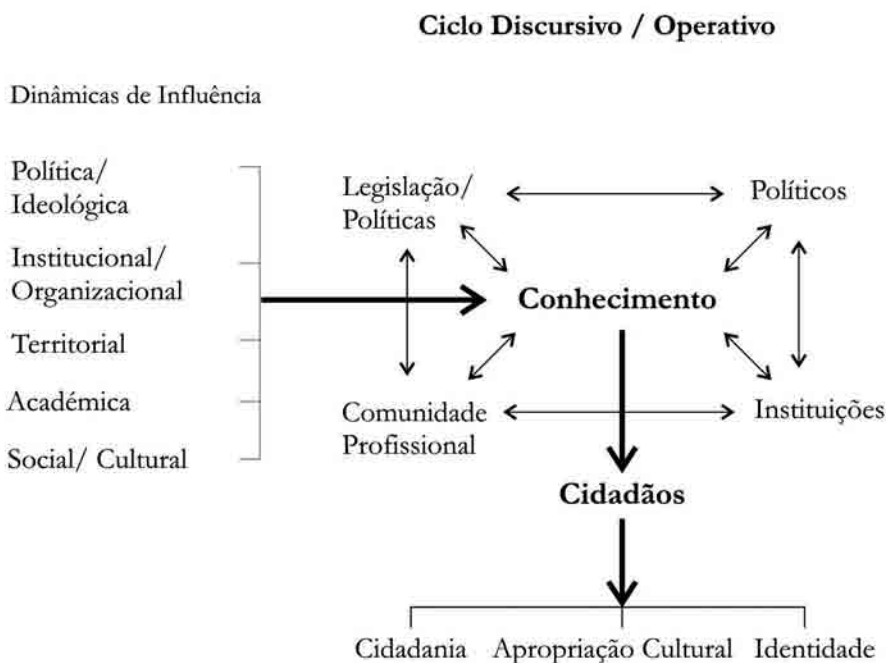 Ciclo Discursivo / Operativo
Dinâmicas de Influência
Política/
Ideológica
Institucional/
Organizacional
Territorial
Académica
Social/ Cultural
Legislação/
Políticas
Políticos
Conhecimento
Comunidade
Profissional
Instituições
Cidadãos
Cidadania
Apropriação Cultural
Identidade